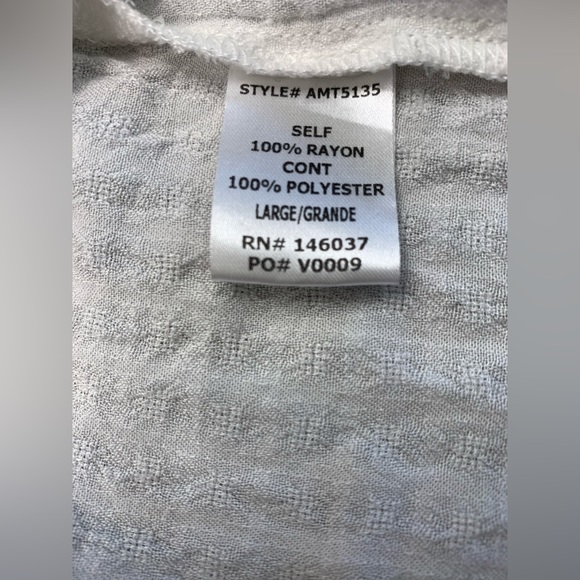 STYLE# AMT5135
SELF
100% RAYON
CONT
100% POLYESTER
LARGE/GRANDE
RN# 146037
PO# V0009